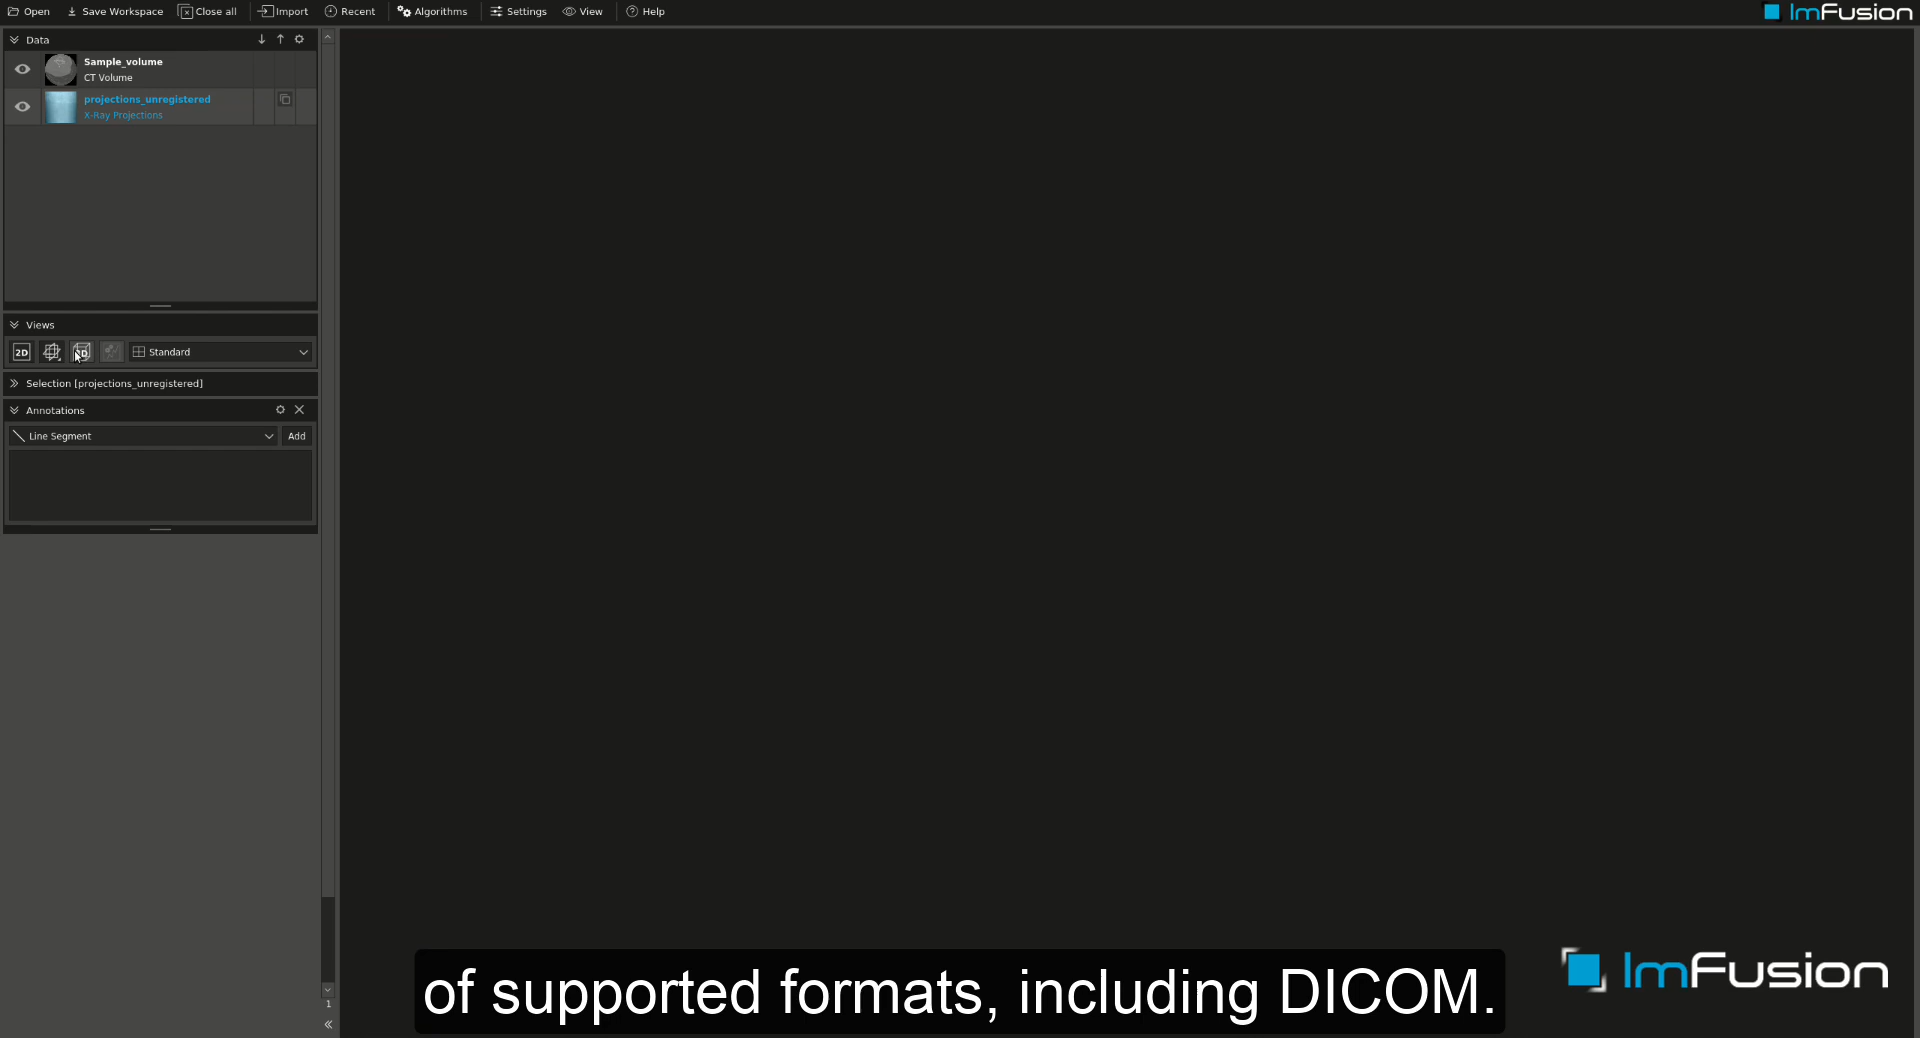 Open Save Workspace Close all Import Recent Algorithms Settings View Help
ImFusion
Data
Sample_volume
CT Volume
projections_unregistered
X-Ray Projections
Views
2D Standard
Selection [projections_unregistered]
Annotations
Line Segment Add
1
of supported formats, including DICOM.
ImFusion